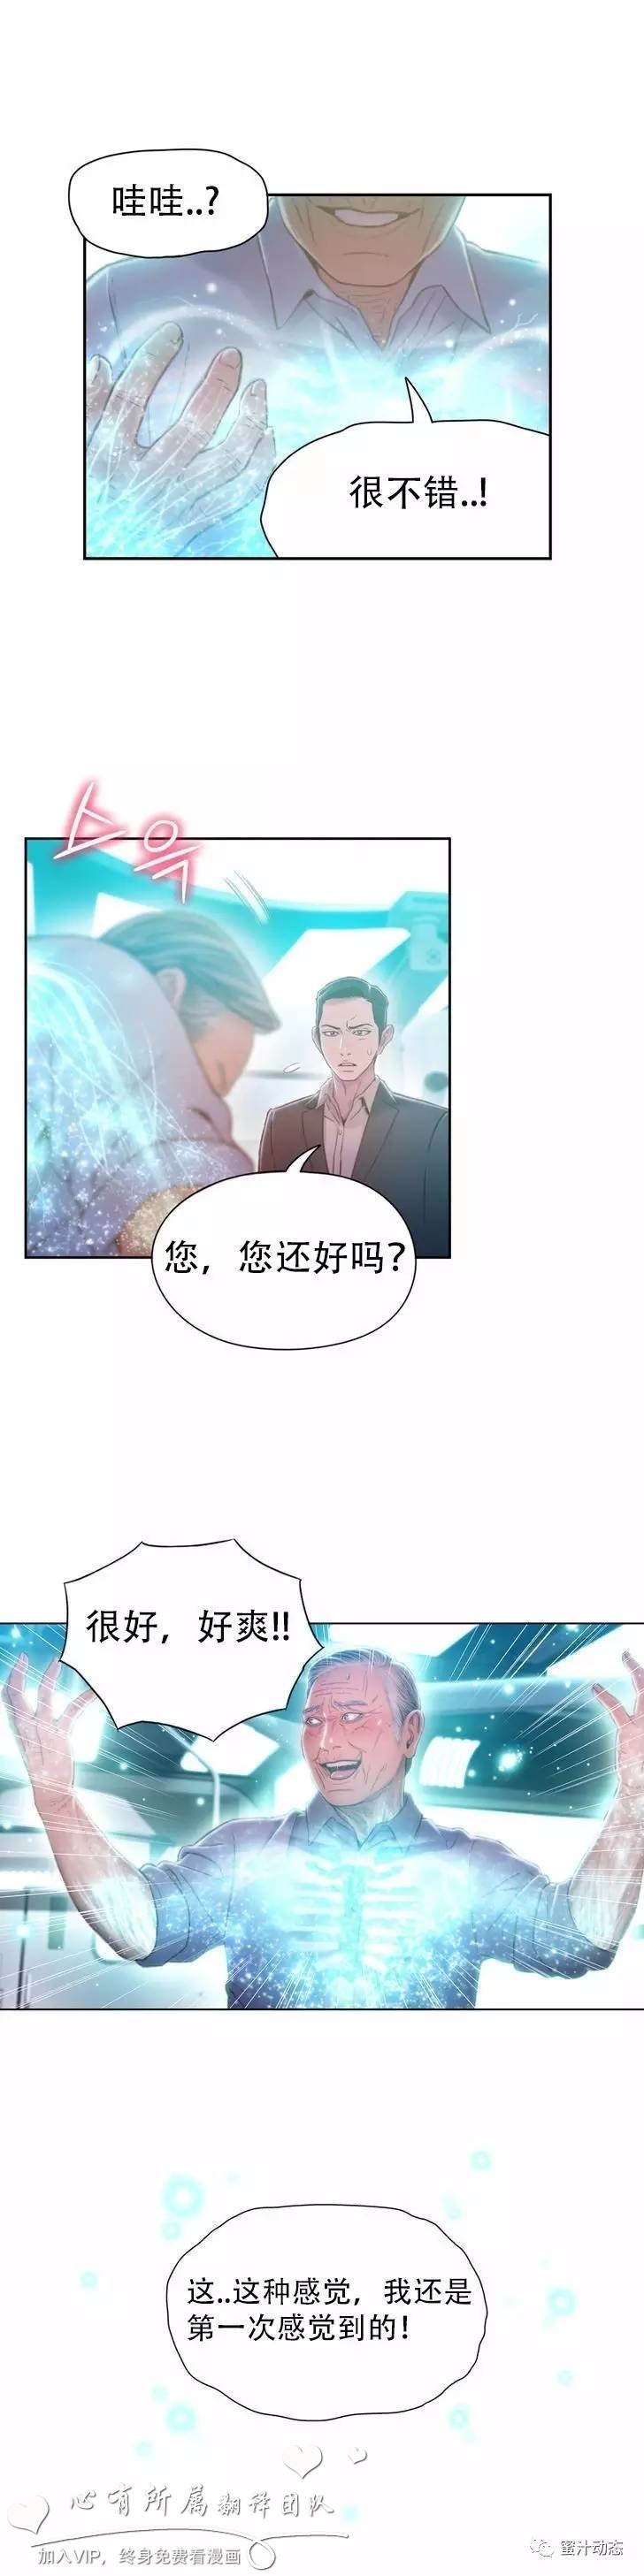 哇哇..?
很不错..!
스윽
您，您还好吗?
很好，好爽!!
这..这种感觉，我还是
第一次感觉到的!
心有所属翻译团队
加入VIP，终身免费看漫画
蜜汁动态